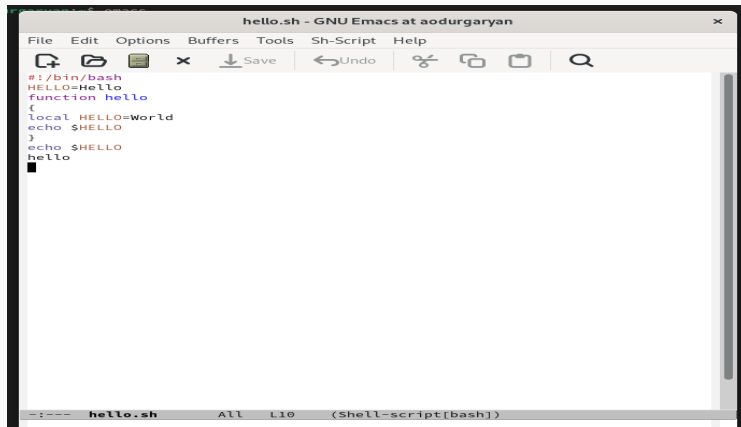 hello.sh - GNU Emacs at aodurgaryan
File Edit Options Buffers Tools Sh-Script Help
Save Undo
#!/bin/bash
HELLO=Hello
function hello
{
local HELLO=World
echo $HELLO
}
echo $HELLO
hello
-:--- hello.sh All L10 (Shell-script[bash])